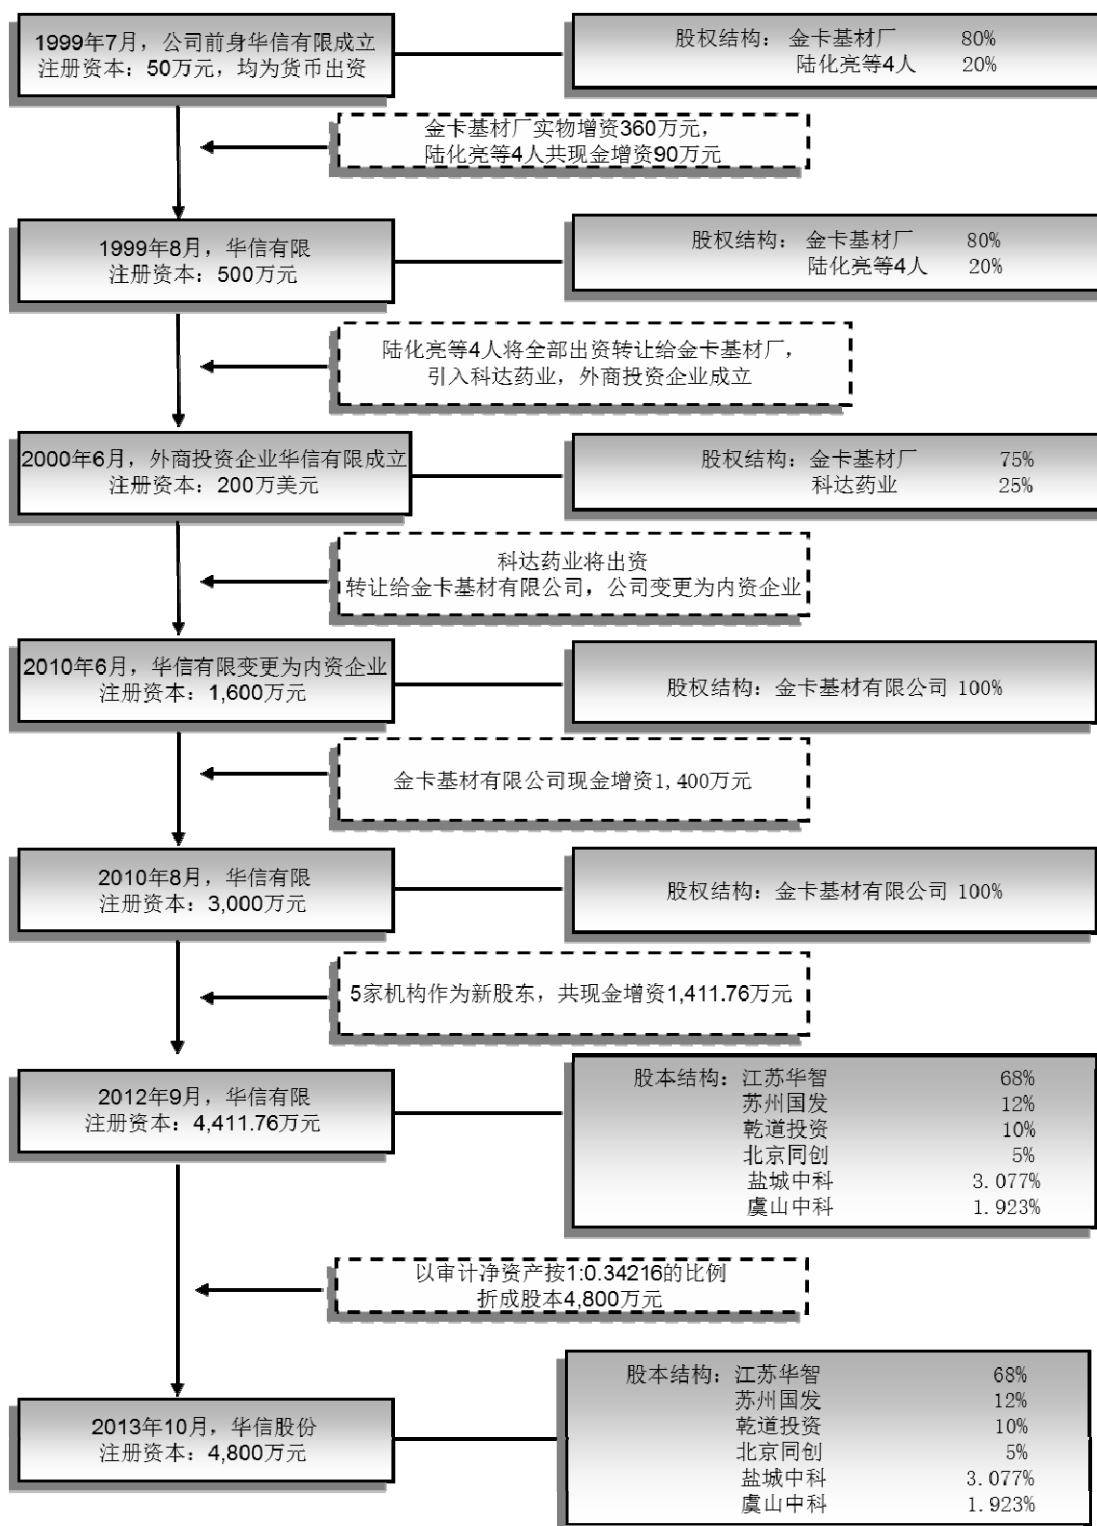 1999年7月，公司前身华信有限成立
注册资本：50万元，均为货币出资
股权结构： 金卡基材厂 80%
陆化亮等4人 20%
金卡基材厂实物增资360万元，
陆化亮等4人共现金增资90万元
1999年8月，华信有限
注册资本：500万元
股权结构： 金卡基材厂 80%
陆化亮等4人 20%
陆化亮等4人将全部出资转让给金卡基材厂，
引入科达药业，外商投资企业成立
2000年6月，外商投资企业华信有限成立
注册资本：200万美元
股权结构：金卡基材厂 75%
科达药业 25%
科达药业将出资
转让给金卡基材有限公司，公司变更为内资企业
2010年6月，华信有限变更为内资企业
注册资本：1,600万元
股权结构：金卡基材有限公司 100%
金卡基材有限公司现金增资1,400万元
2010年8月，华信有限
注册资本：3,000万元
股权结构：金卡基材有限公司 100%
5家机构作为新股东，共现金增资1,411.76万元
2012年9月，华信有限
注册资本：4,411.76万元
股本结构：江苏华智 68%
苏州国发 12%
乾道投资 10%
北京同创 5%
盐城中科 3.077%
虞山中科 1.923%
以审计净资产按1:0.34216的比例
折成股本4,800万元
2013年10月，华信股份
注册资本：4,800万元
股本结构：江苏华智 68%
苏州国发 12%
乾道投资 10%
北京同创 5%
盐城中科 3.077%
虞山中科 1.923%